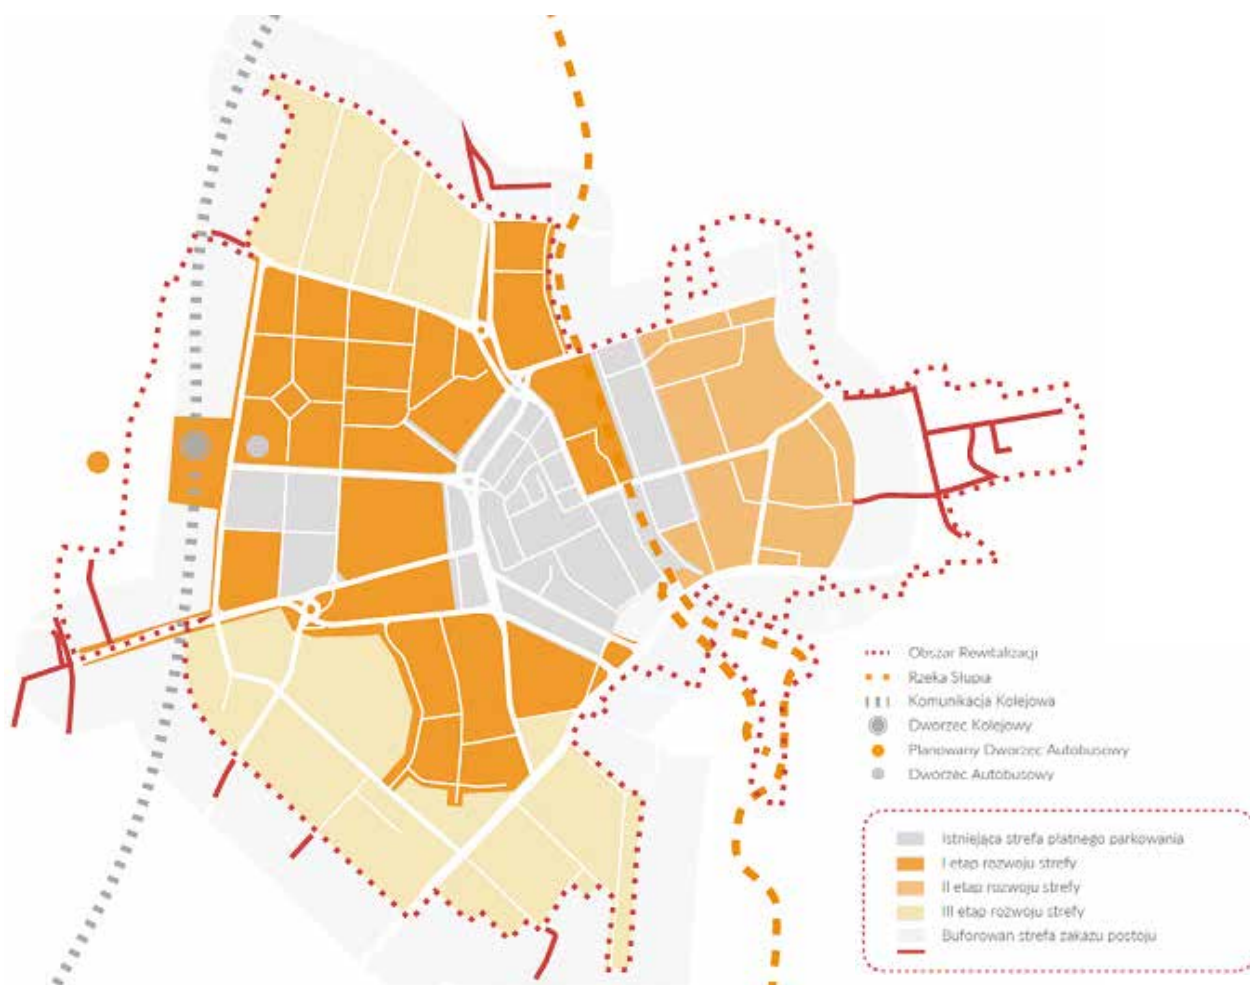 Obszar Rewitalizacji
Rzeka Słupia
Komunikacja Kolejowa
Dworzec Kolejowy
Planowany Dworzec Autobusowy
Dworzec Autobusowy
Istniejąca strefa płatnego parkowania
I etap rozwoju strefy
II etap rozwoju strefy
III etap rozwoju strefy
Buforowan strefa zakazu postoju